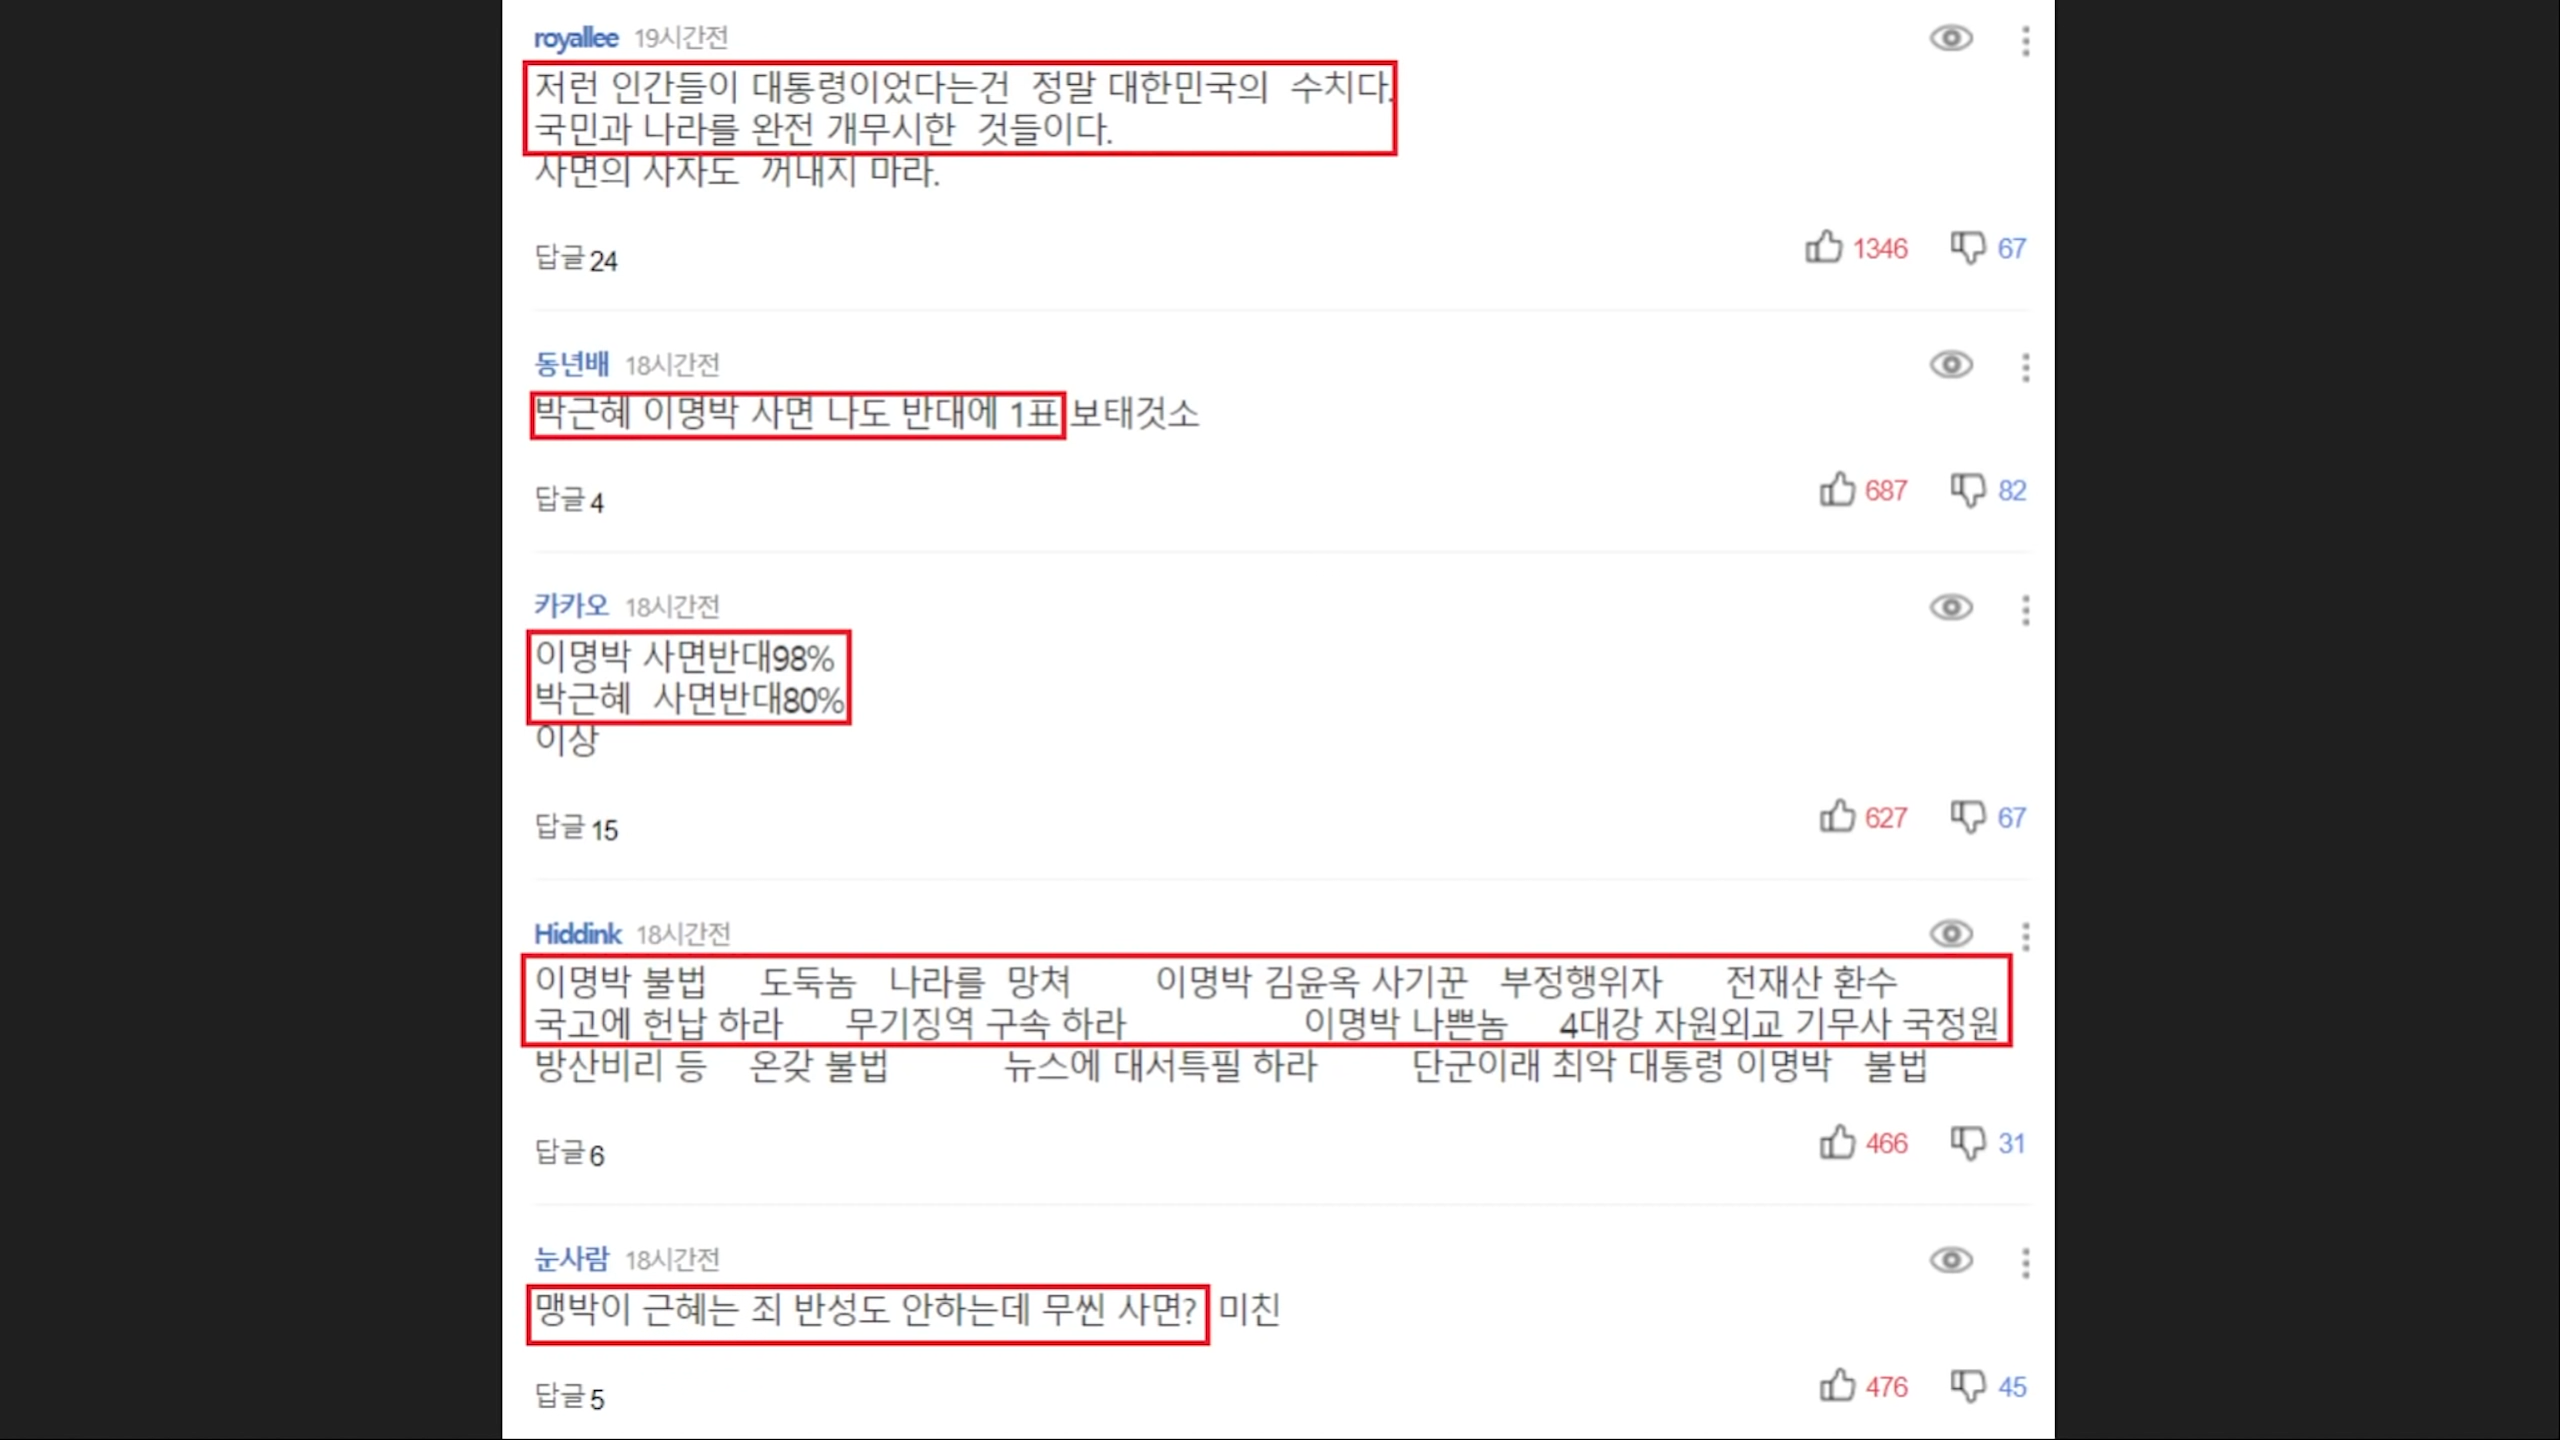 royallee 19시간전
저런 인간들이 대통령이었다는건 정말 대한민국의 수치다.
국민과 나라를 완전 개무시한 것들이다.
사면의 사자도 꺼내지 마라.
답글 24 1346 67
동년배 18시간전
박근혜 이명박 사면 나도 반대에 1표 보태것소
답글 4 687 82
카카오 18시간전
이명박 사면반대98%
박근혜 사면반대80%
이상
답글 15 627 67
Hiddink 18시간전
이명박 불법 도둑놈 나라를 망쳐 이명박 김윤옥 사기꾼 부정행위자 전재산 환수
국고에 헌납 하라 무기징역 구속 하라 이명박 나쁜놈 4대강 자원외교 기무사 국정원
방산비리 등 온갖 불법 뉴스에 대서특필 하라 단군이래 최악 대통령 이명박 불법
답글 6 466 31
눈사람 18시간전
맹박이 근혜는 죄 반성도 안하는데 무씬 사면? 미친
답글 5 476 45